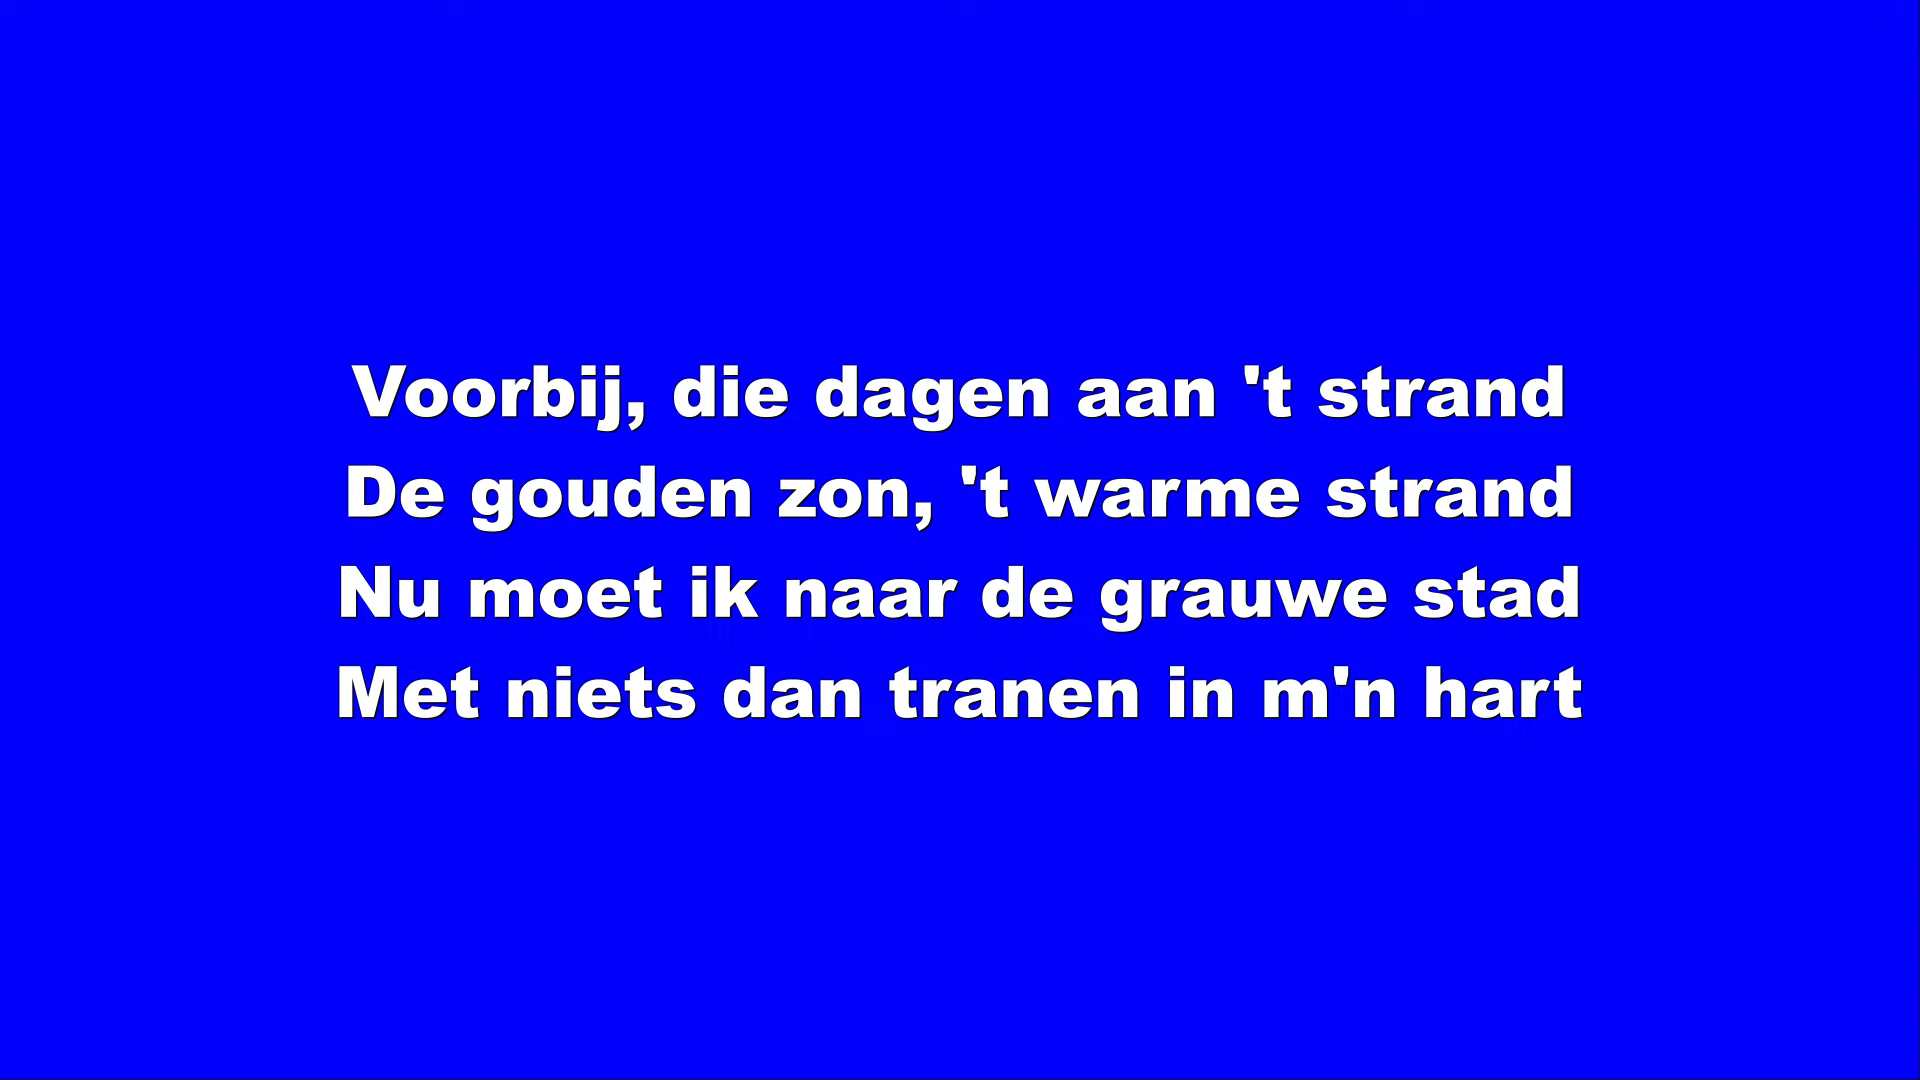 Voorbij, die dagen aan 't strand
De gouden zon, 't warme strand
Nu moet ik naar de grauwe stad
Met niets dan tranen in m'n hart